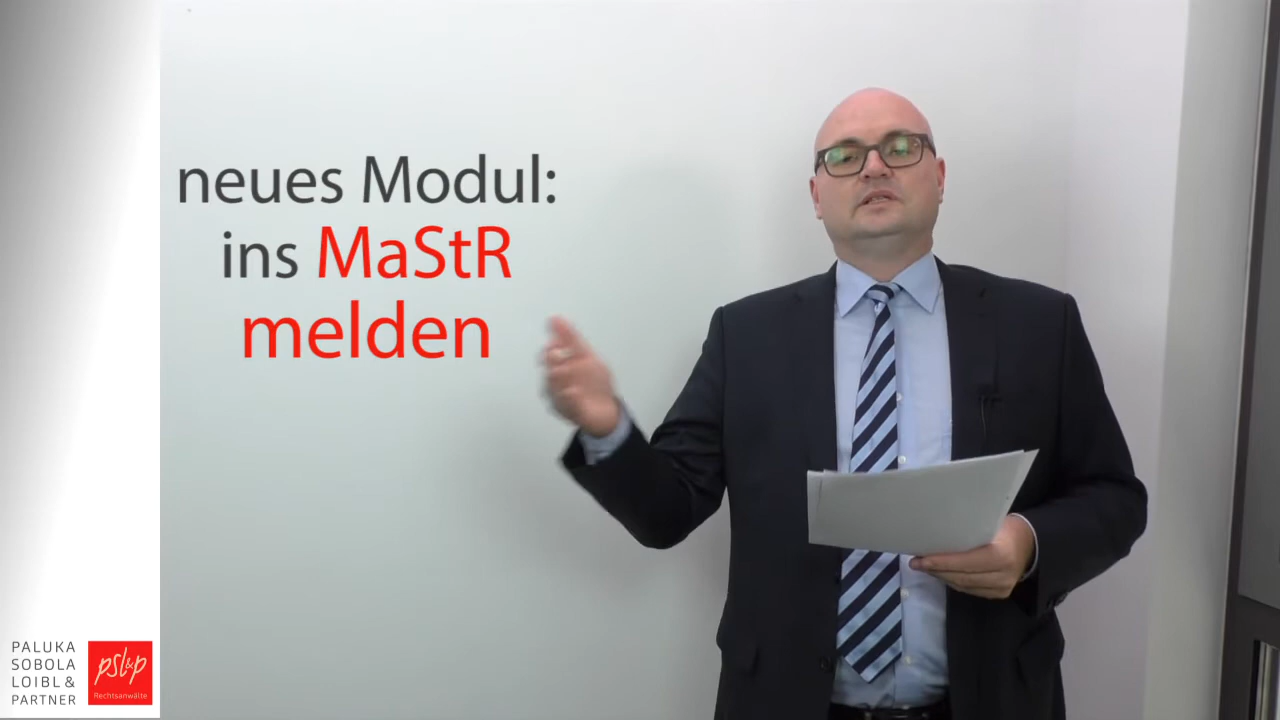 neues Modul:
ins MaStR
melden
PALUKA
SOBOLA
LOIBL &
PARTNER
psl&p
Rechtsanwälte